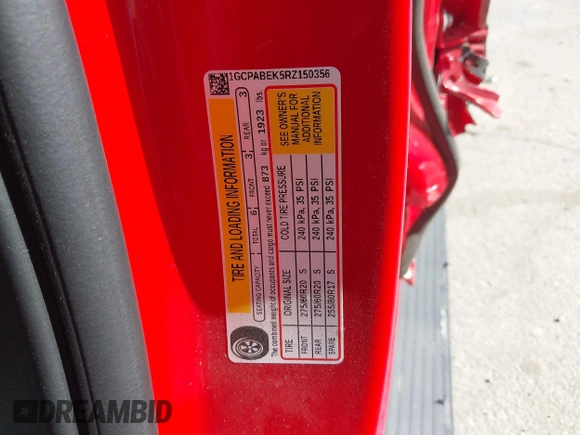 1GCPABEK5RZ150356
TIRE AND LOADING INFORMATION
SEATING CAPACITY TOTAL 6 FRONT 3 REAR 3
The combined weight of occupants and cargo must never exceed 873 kg or 1923 lbs.
TIRE ORIGINAL SIZE COLD TIRE PRESSURE
FRONT 275/60R20 S 240 kPa, 35 PSI
REAR 275/60R20 S 240 kPa, 35 PSI
SPARE 255/80R17 S 240 kPa, 35 PSI
SEE OWNER'S
MANUAL FOR
ADDITIONAL
INFORMATION
DREAMBID